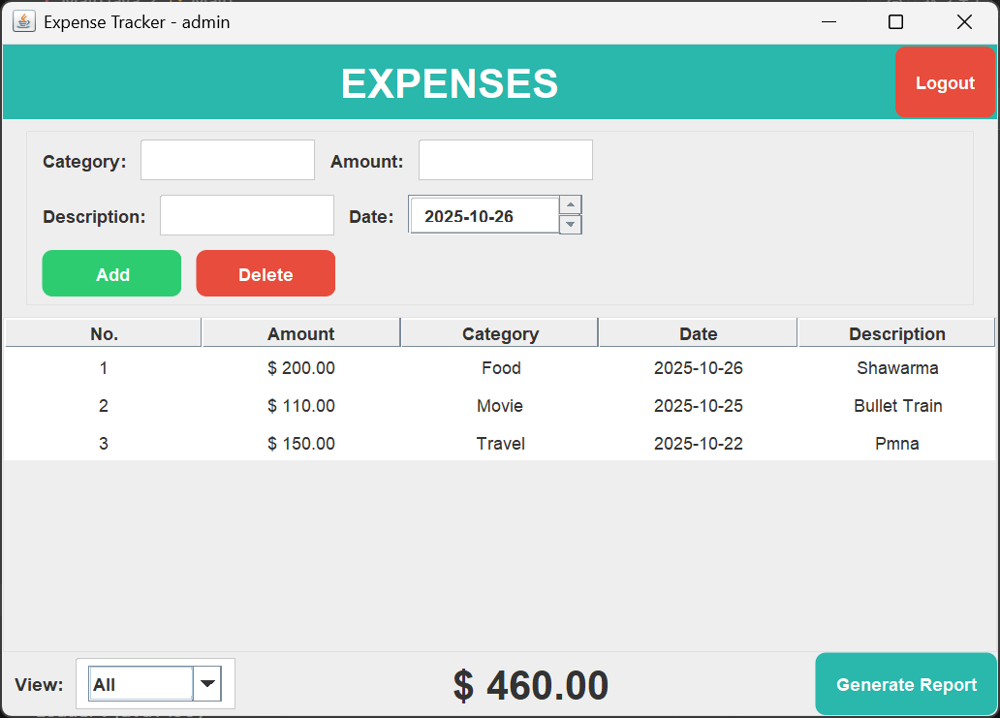 Expense Tracker - admin
EXPENSES
Logout
Category: Amount:
Description: Date: 2025-10-26
Add Delete
No. Amount Category Date Description
1 $ 200.00 Food 2025-10-26 Shawarma
2 $ 110.00 Movie 2025-10-25 Bullet Train
3 $ 150.00 Travel 2025-10-22 Pmna
View: All $ 460.00 Generate Report